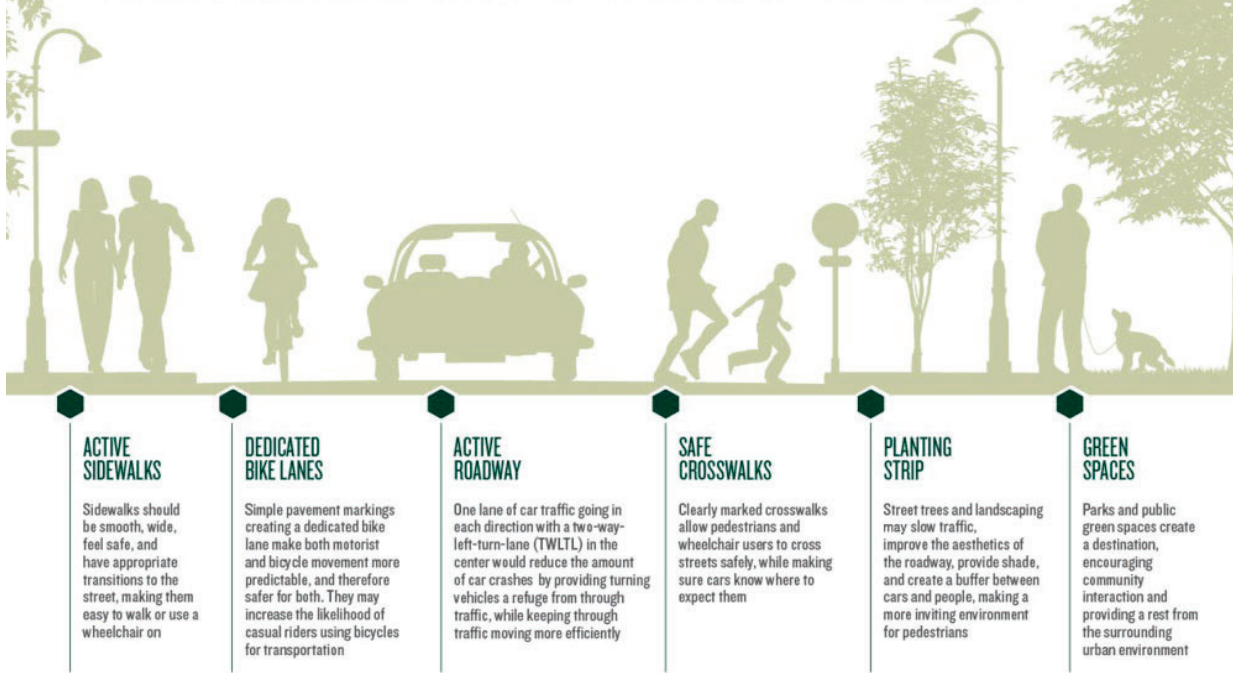 ACTIVE
SIDEWALKS
Sidewalks should
be smooth, wide,
feel safe, and
have appropriate
transitions to the
street, making them
easy to walk or use a
wheelchair on
DEDICATED
BIKE LANES
Simple pavement markings
creating a dedicated bike
lane make both motorist
and bicycle movement more
predictable, and therefore
safer for both. They may
increase the likelihood of
casual riders using bicycles
for transportation
ACTIVE
ROADWAY
One lane of car traffic going in
each direction with a two-way-
left-turn-lane (TWLTL) in the
center would reduce the amount
of car crashes by providing turning
vehicles a refuge from through
traffic, while keeping through
traffic moving more efficiently
SAFE
CROSSWALKS
Clearly marked crosswalks
allow pedestrians and
wheelchair users to cross
streets safely, while making
sure cars know where to
expect them
PLANTING
STRIP
Street trees and landscaping
may slow traffic,
improve the aesthetics of
the roadway, provide shade,
and create a buffer between
cars and people, making a
more inviting environment
for pedestrians
GREEN
SPACES
Parks and public
green spaces create
a destination,
encouraging
community
interaction and
providing a rest from
the surrounding
urban environment